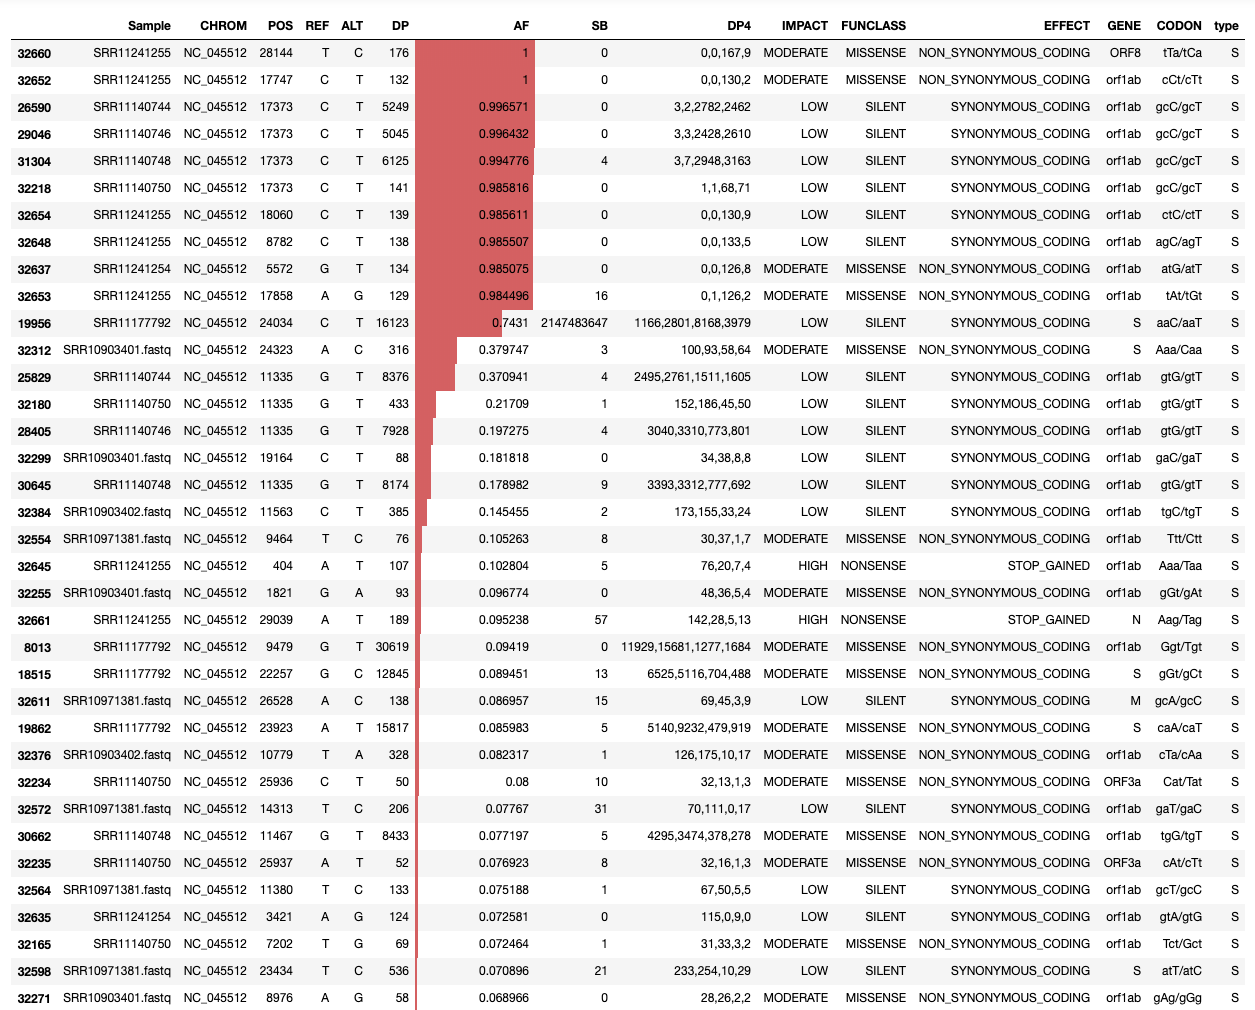 Sample CHROM POS REF ALT DP AF SB DP4 IMPACT FUNCLASS EFFECT GENE CODON type
32660 SRR11241255 NC_045512 28144 T C 176 1 0 0,0,167,9 MODERATE MISSENSE NON_SYNONYMOUS_CODING ORF8 tTa/tCa S
32652 SRR11241255 NC_045512 17747 C T 132 1 0 0,0,130,2 MODERATE MISSENSE NON_SYNONYMOUS_CODING orf1ab cCt/cTt S
26590 SRR11140744 NC_045512 17373 C T 5249 0.996571 0 3,2,2782,2462 LOW SILENT SYNONYMOUS_CODING orf1ab gcC/gcT S
29046 SRR11140746 NC_045512 17373 C T 5045 0.996432 0 3,3,2428,2610 LOW SILENT SYNONYMOUS_CODING orf1ab gcC/gcT S
31304 SRR11140748 NC_045512 17373 C T 6125 0.994776 4 3,7,2948,3163 LOW SILENT SYNONYMOUS_CODING orf1ab gcC/gcT S
32218 SRR11140750 NC_045512 17373 C T 141 0.985816 0 1,1,68,71 LOW SILENT SYNONYMOUS_CODING orf1ab gcC/gcT S
32654 SRR11241255 NC_045512 18060 C T 139 0.985611 0 0,0,130,9 LOW SILENT SYNONYMOUS_CODING orf1ab ctC/ctT S
32648 SRR11241255 NC_045512 8782 C T 138 0.985507 0 0,0,133,5 LOW SILENT SYNONYMOUS_CODING orf1ab agC/agT S
32637 SRR11241254 NC_045512 5572 G T 134 0.985075 0 0,0,126,8 MODERATE MISSENSE NON_SYNONYMOUS_CODING orf1ab atG/atT S
32653 SRR11241255 NC_045512 17858 A G 129 0.984496 16 0,1,126,2 MODERATE MISSENSE NON_SYNONYMOUS_CODING orf1ab tAt/tGt S
19956 SRR11177792 NC_045512 24034 C T 16123 0.7431 2147483647 1166,2801,8168,3979 LOW SILENT SYNONYMOUS_CODING S aaC/aaT S
32312 SRR10903401.fastq NC_045512 24323 A C 316 0.379747 3 100,93,58,64 MODERATE MISSENSE NON_SYNONYMOUS_CODING S Aaa/Caa S
25829 SRR11140744 NC_045512 11335 G T 8376 0.370941 4 2495,2761,1511,1605 LOW SILENT SYNONYMOUS_CODING orf1ab gtG/gtT S
32180 SRR11140750 NC_045512 11335 G T 433 0.21709 1 152,186,45,50 LOW SILENT SYNONYMOUS_CODING orf1ab gtG/gtT S
28405 SRR11140746 NC_045512 11335 G T 7928 0.197275 4 3040,3310,773,801 LOW SILENT SYNONYMOUS_CODING orf1ab gtG/gtT S
32299 SRR10903401.fastq NC_045512 19164 C T 88 0.181818 0 34,38,8,8 LOW SILENT SYNONYMOUS_CODING orf1ab gaC/gaT S
30645 SRR11140748 NC_045512 11335 G T 8174 0.178982 9 3393,3312,777,692 LOW SILENT SYNONYMOUS_CODING orf1ab gtG/gtT S
32384 SRR10903402.fastq NC_045512 11563 C T 385 0.145455 2 173,155,33,24 LOW SILENT SYNONYMOUS_CODING orf1ab tgC/tgT S
32554 SRR10971381.fastq NC_045512 9464 T C 76 0.105263 8 30,37,1,7 MODERATE MISSENSE NON_SYNONYMOUS_CODING orf1ab Ttt/Ctt S
32645 SRR11241255 NC_045512 404 A T 107 0.102804 5 76,20,7,4 HIGH NONSENSE STOP_GAINED orf1ab Aaa/Taa S
32255 SRR10903401.fastq NC_045512 1821 G A 93 0.096774 0 48,36,5,4 MODERATE MISSENSE NON_SYNONYMOUS_CODING orf1ab gGt/gAt S
32661 SRR11241255 NC_045512 29039 A T 189 0.095238 57 142,28,5,13 HIGH NONSENSE STOP_GAINED N Aag/Tag S
8013 SRR11177792 NC_045512 9479 G T 30619 0.09419 0 11929,15681,1277,1684 MODERATE MISSENSE NON_SYNONYMOUS_CODING orf1ab Ggt/Tgt S
18515 SRR11177792 NC_045512 22257 G C 12845 0.089451 13 6525,5116,704,488 MODERATE MISSENSE NON_SYNONYMOUS_CODING S gGt/gCt S
32611 SRR10971381.fastq NC_045512 26528 A C 138 0.086957 15 69,45,3,9 LOW SILENT SYNONYMOUS_CODING M gcA/gcC S
19862 SRR11177792 NC_045512 23923 A T 15817 0.085983 5 5140,9232,479,919 MODERATE MISSENSE NON_SYNONYMOUS_CODING S caA/caT S
32376 SRR10903402.fastq NC_045512 10779 T A 328 0.082317 1 126,175,10,17 MODERATE MISSENSE NON_SYNONYMOUS_CODING orf1ab cTa/cAa S
32234 SRR11140750 NC_045512 25936 C T 50 0.08 10 32,13,1,3 MODERATE MISSENSE NON_SYNONYMOUS_CODING ORF3a Cat/Tat S
32572 SRR10971381.fastq NC_045512 14313 T C 206 0.07767 31 70,111,0,17 LOW SILENT SYNONYMOUS_CODING orf1ab gaT/gaC S
30662 SRR11140748 NC_045512 11467 G T 8433 0.077197 5 4295,3474,378,278 MODERATE MISSENSE NON_SYNONYMOUS_CODING orf1ab tgG/tgT S
32235 SRR11140750 NC_045512 25937 A T 52 0.076923 8 32,16,1,3 MODERATE MISSENSE NON_SYNONYMOUS_CODING ORF3a cAt/cTt S
32564 SRR10971381.fastq NC_045512 11380 T C 133 0.075188 1 67,50,5,5 LOW SILENT SYNONYMOUS_CODING orf1ab gcT/gcC S
32635 SRR11241254 NC_045512 3421 A G 124 0.072581 0 115,0,9,0 LOW SILENT SYNONYMOUS_CODING orf1ab gtA/gtG S
32165 SRR11140750 NC_045512 7202 T G 69 0.072464 1 31,33,3,2 MODERATE MISSENSE NON_SYNONYMOUS_CODING orf1ab Tct/Gct S
32598 SRR10971381.fastq NC_045512 23434 T C 536 0.070896 21 233,254,10,29 LOW SILENT SYNONYMOUS_CODING S atT/atC S
32271 SRR10903401.fastq NC_045512 8976 A G 58 0.068966 0 28,26,2,2 MODERATE MISSENSE NON_SYNONYMOUS_CODING orf1ab gAg/gGg S